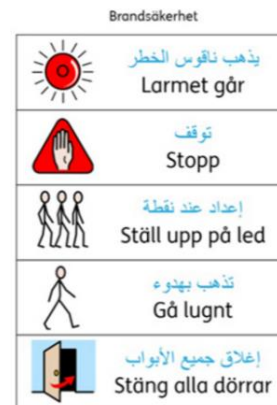 Brandsäkerhet
يذهب ناقوس الخطر
Larmet går
توقف
Stopp
إعداد عند نقطة
Ställ upp på led
تذهب بهدوء
Gå lugnt
إغلاق جميع الأبواب
Stäng alla dörrar